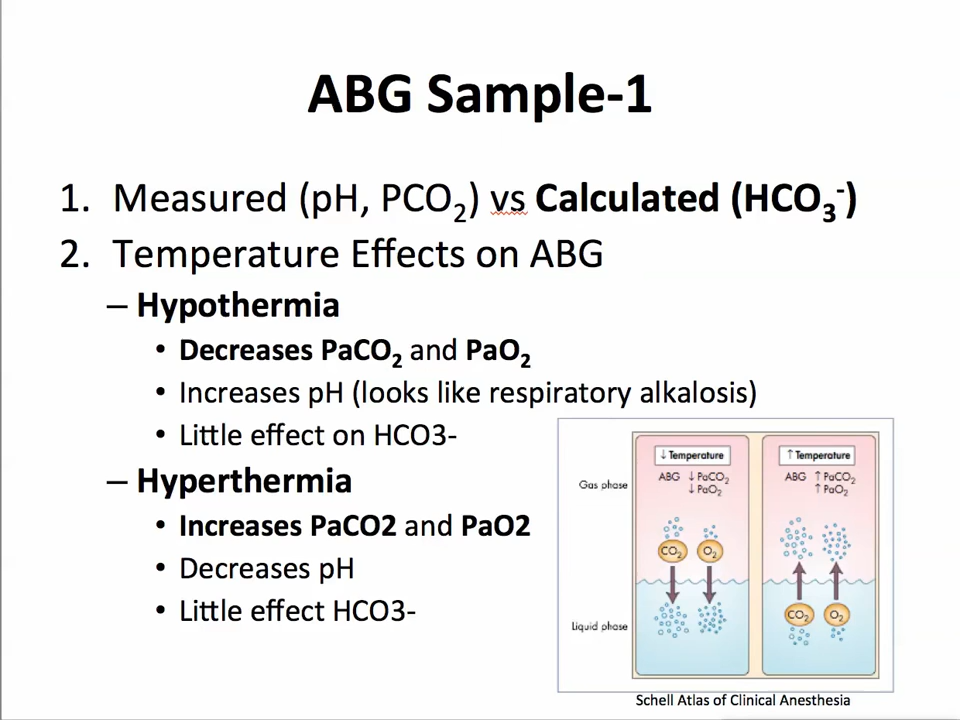 ABG Sample-1
1. Measured (pH, PCO₂) vs Calculated (HCO₃⁻)
2. Temperature Effects on ABG
– Hypothermia
• Decreases PaCO₂ and PaO₂
• Increases pH (looks like respiratory alkalosis)
• Little effect on HCO3-
– Hyperthermia
• Increases PaCO2 and PaO2
• Decreases pH
• Little effect HCO3-
↓ Temperature
ABG ↓ PaCO₂
↓ PaO₂
↑ Temperature
ABG ↑ PaCO₂
↑ PaO₂
Gas phase
CO₂ O₂
CO₂ O₂
Liquid phase
Schell Atlas of Clinical Anesthesia